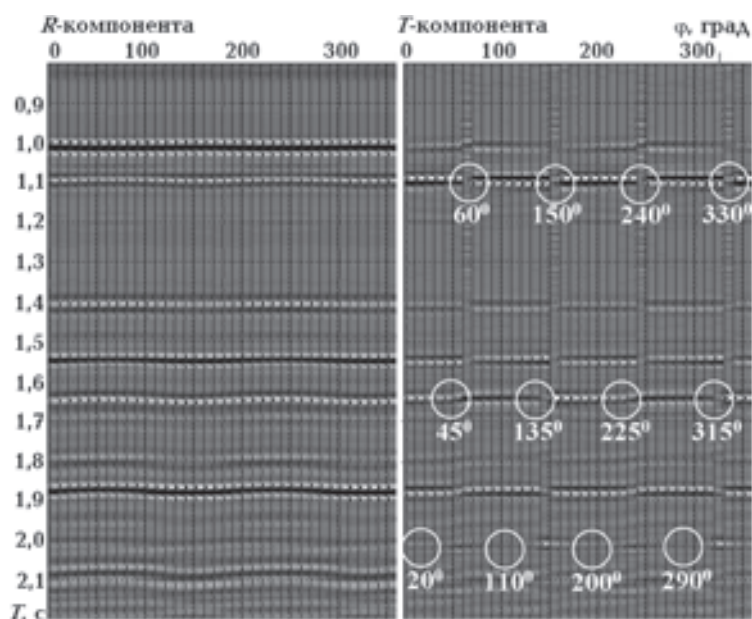 R-компонента T-компонента φ, град
0 100 200 300 0 100 200 300
0,9
1,0
1,1
60⁰ 150⁰ 240⁰ 330⁰
1,2
1,3
1,4
1,5
1,6
45⁰ 135⁰ 225⁰ 315⁰
1,7
1,8
1,9
2,0
20⁰ 110⁰ 200⁰ 290⁰
2,1
T, с